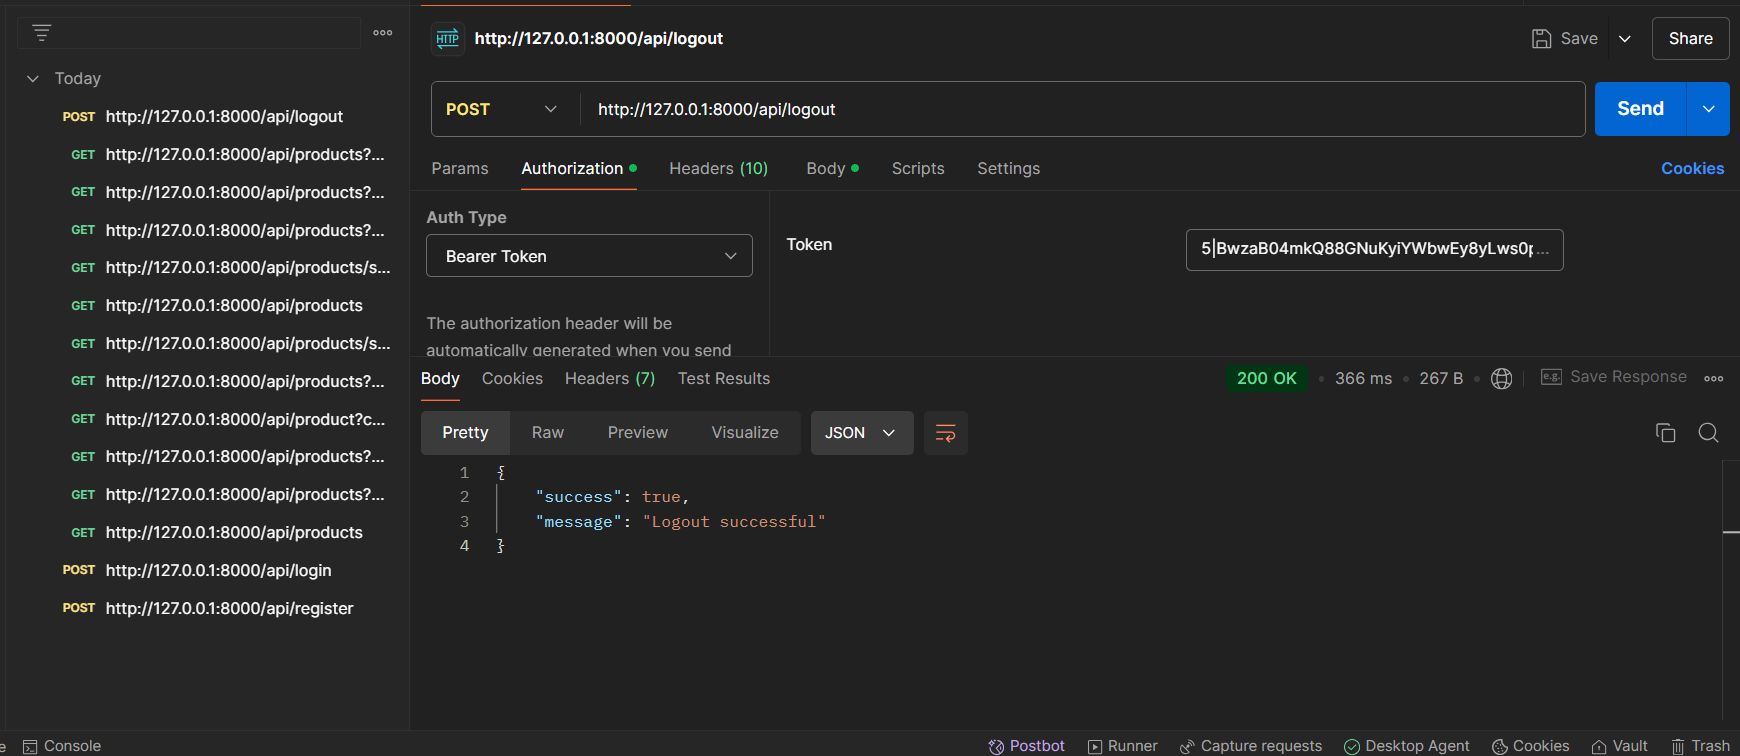 Today
POST http://127.0.0.1:8000/api/logout
GET http://127.0.0.1:8000/api/products?...
GET http://127.0.0.1:8000/api/products?...
GET http://127.0.0.1:8000/api/products?...
GET http://127.0.0.1:8000/api/products/s...
GET http://127.0.0.1:8000/api/products
GET http://127.0.0.1:8000/api/products/s...
GET http://127.0.0.1:8000/api/products?...
GET http://127.0.0.1:8000/api/product?c...
GET http://127.0.0.1:8000/api/products?...
GET http://127.0.0.1:8000/api/products?...
GET http://127.0.0.1:8000/api/products
POST http://127.0.0.1:8000/api/login
POST http://127.0.0.1:8000/api/register
HTTP http://127.0.0.1:8000/api/logout
Save
Share
POST http://127.0.0.1:8000/api/logout
Send
Params Authorization Headers (10) Body Scripts Settings Cookies
Auth Type
Bearer Token
The authorization header will be
automatically generated when you send
Token
5|BwzaB04mkQ88GNuKyiYWbwEy8yLws0p...
Body Cookies Headers (7) Test Results
200 OK • 366 ms • 267 B
e.g. Save Response
Pretty Raw Preview Visualize JSON
1 {
2 "success": true,
3 "message": "Logout successful"
4 }
e Console
Postbot Runner Capture requests Desktop Agent Cookies Vault Trash